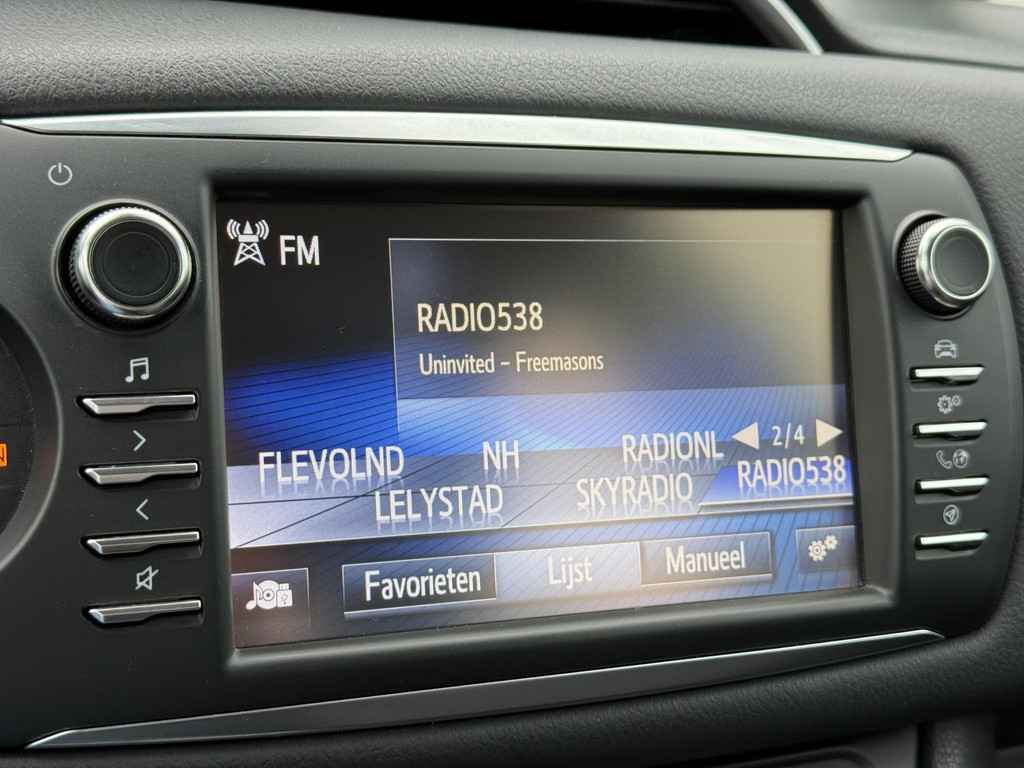 FM
RADIO538
Uninvited - Freemasons
2/4
FLEVOLND NH RADIONL
LELYSTAD SKYRADIO RADIO538
Favorieten Lijst Manueel